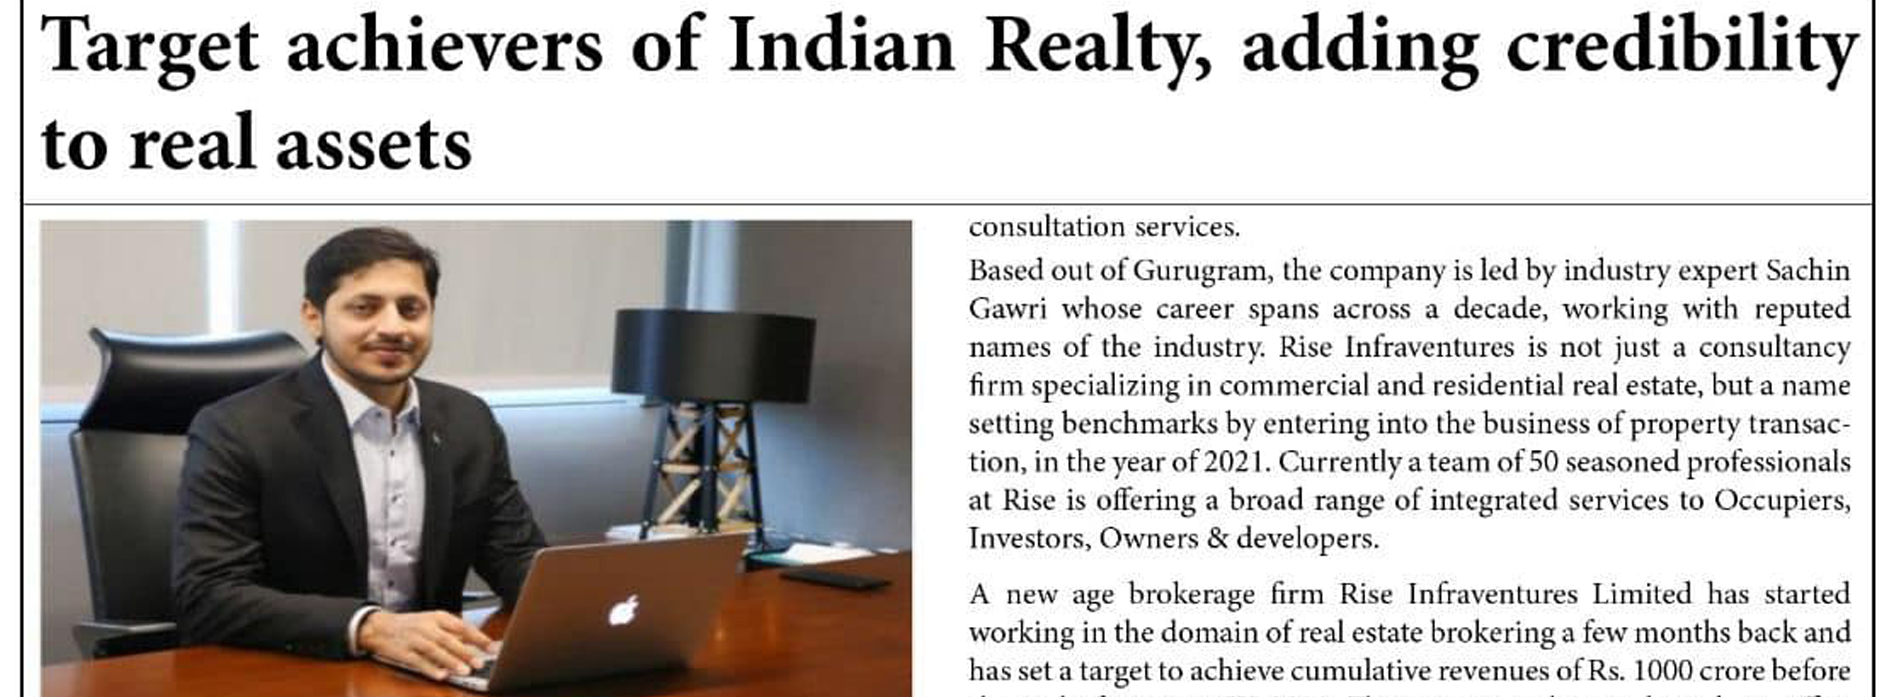 Target achievers of Indian Realty, adding credibility
to real assets
consultation services.
Based out of Gurugram, the company is led by industry expert Sachin
Gawri whose career spans across a decade, working with reputed
names of the industry. Rise Infraventures is not just a consultancy
firm specializing in commercial and residential real estate, but a name
setting benchmarks by entering into the business of property transac-
tion, in the year of 2021. Currently a team of 50 seasoned professionals
at Rise is offering a broad range of integrated services to Occupiers,
Investors, Owners & developers.
A new age brokerage firm Rise Infraventures Limited has started
working in the domain of real estate brokering a few months back and
has set a target to achieve cumulative revenues of Rs. 1000 crore before